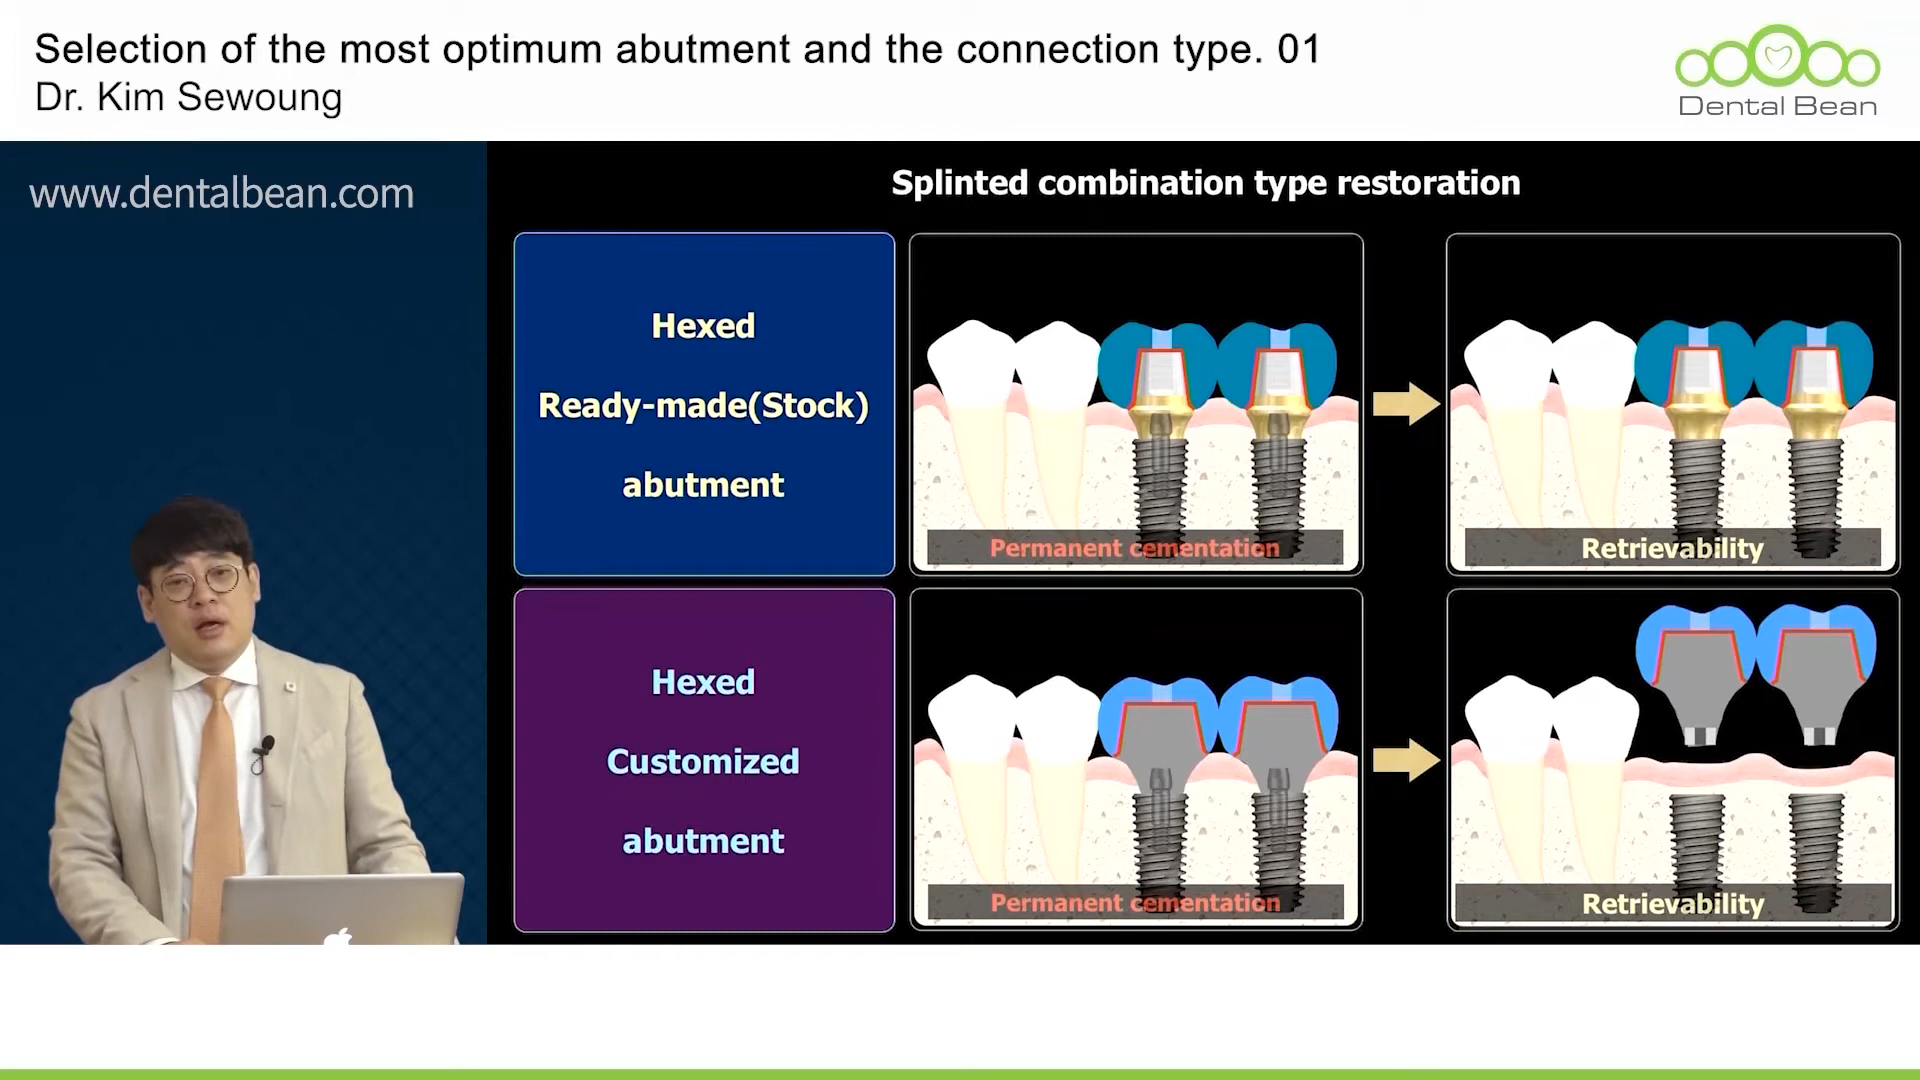 Selection of the most optimum abutment and the connection type. 01
Dr. Kim Sewoung
Dental Bean
www.dentalbean.com
Splinted combination type restoration
Hexed
Ready-made(Stock)
abutment
Permanent cementation
Retrievability
Hexed
Customized
abutment
Permanent cementation
Retrievability